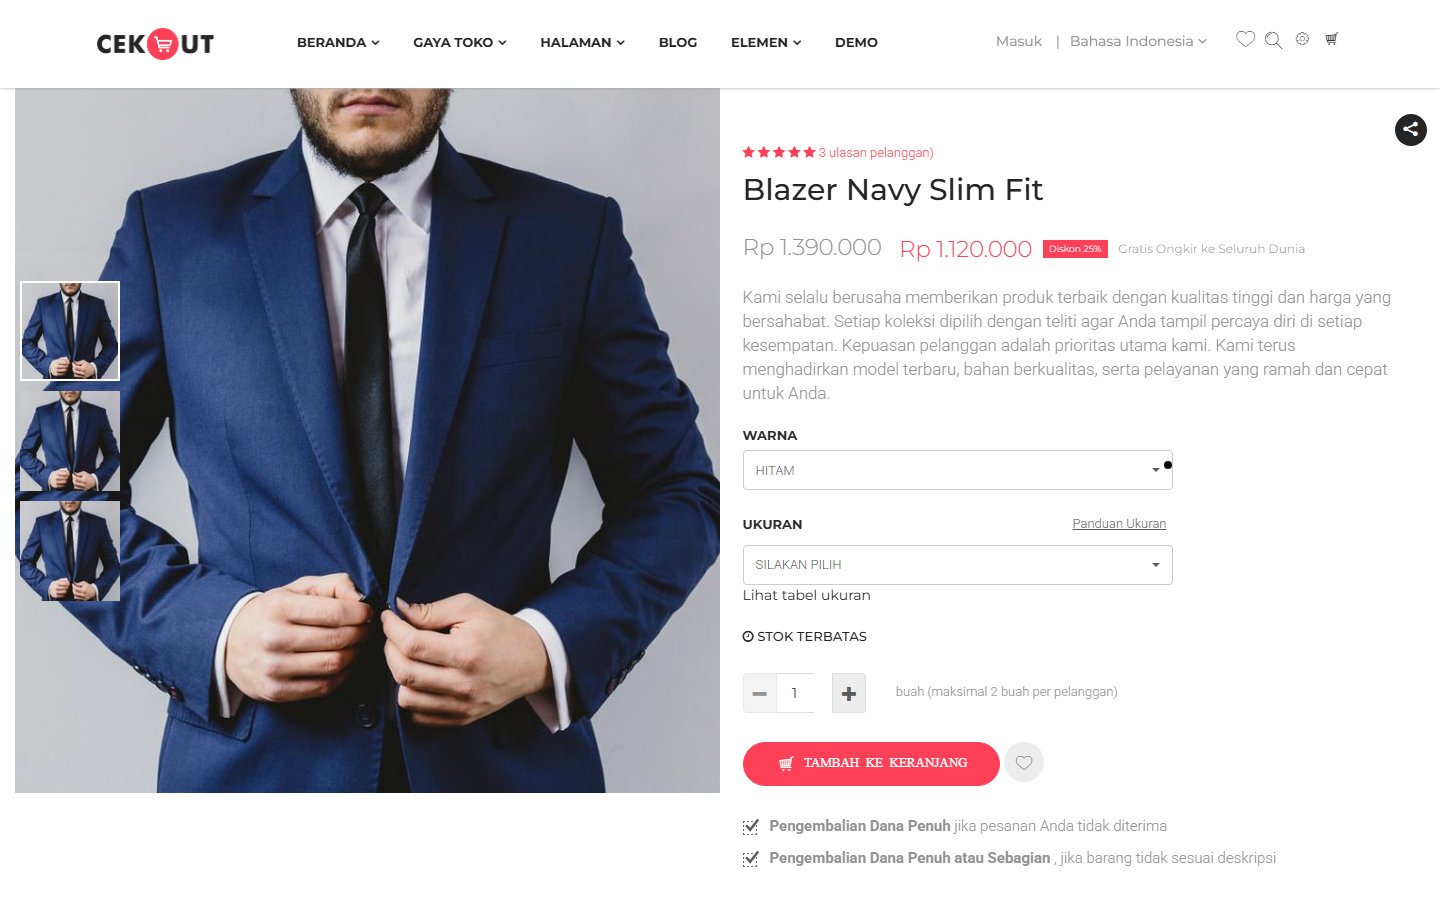 CEKOUT
BERANDA
GAYA TOKO
HALAMAN
BLOG
ELEMEN
DEMO
Masuk | Bahasa Indonesia
3 ulasan pelanggan)
Blazer Navy Slim Fit
Rp 1.390.000 Rp 1.120.000 Diskon 25% Gratis Ongkir ke Seluruh Dunia
Kami selalu berusaha memberikan produk terbaik dengan kualitas tinggi dan harga yang
bersahabat. Setiap koleksi dipilih dengan teliti agar Anda tampil percaya diri di setiap
kesempatan. Kepuasan pelanggan adalah prioritas utama kami. Kami terus
menghadirkan model terbaru, bahan berkualitas, serta pelayanan yang ramah dan cepat
untuk Anda.
WARNA
HITAM
UKURAN Panduan Ukuran
SILAKAN PILIH
Lihat tabel ukuran
STOK TERBATAS
1 buah (maksimal 2 buah per pelanggan)
TAMBAH KE KERANJANG
Pengembalian Dana Penuh jika pesanan Anda tidak diterima
Pengembalian Dana Penuh atau Sebagian , jika barang tidak sesuai deskripsi